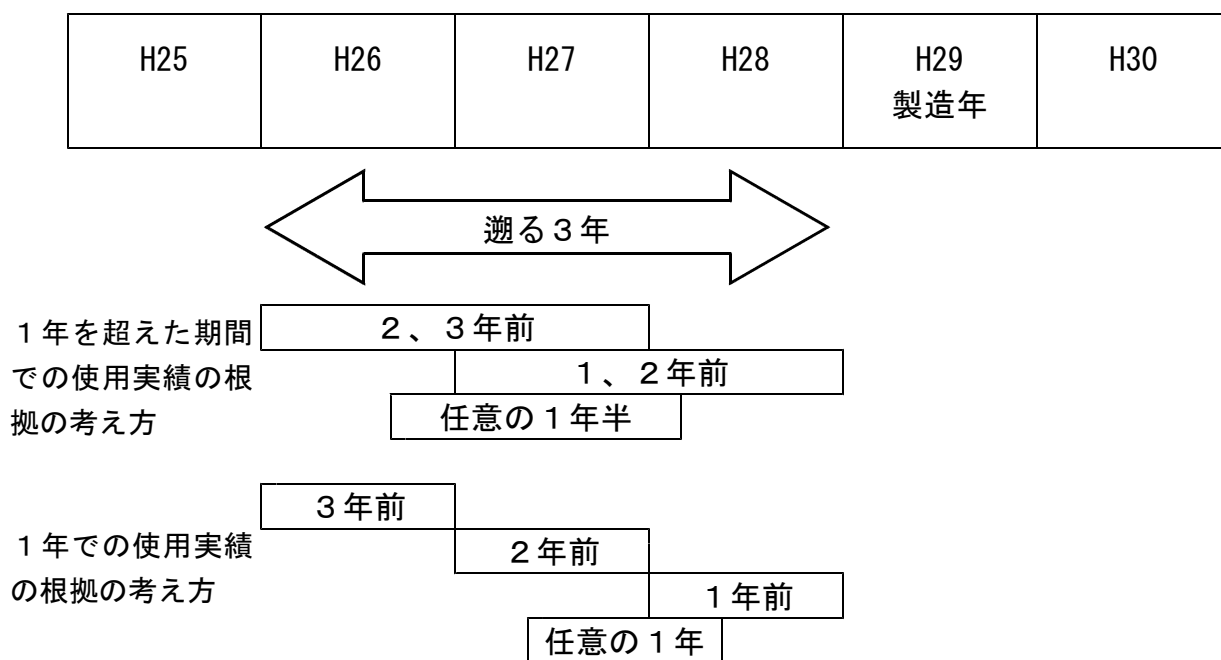 H25 H26 H27 H28 H29 H30
製造年
遡る３年
２、３年前
１年を超えた期間
１、２年前
での使用実績の根
任意の１年半
拠の考え方
３年前
１年での使用実績
２年前
の根拠の考え方
１年前
任意の１年